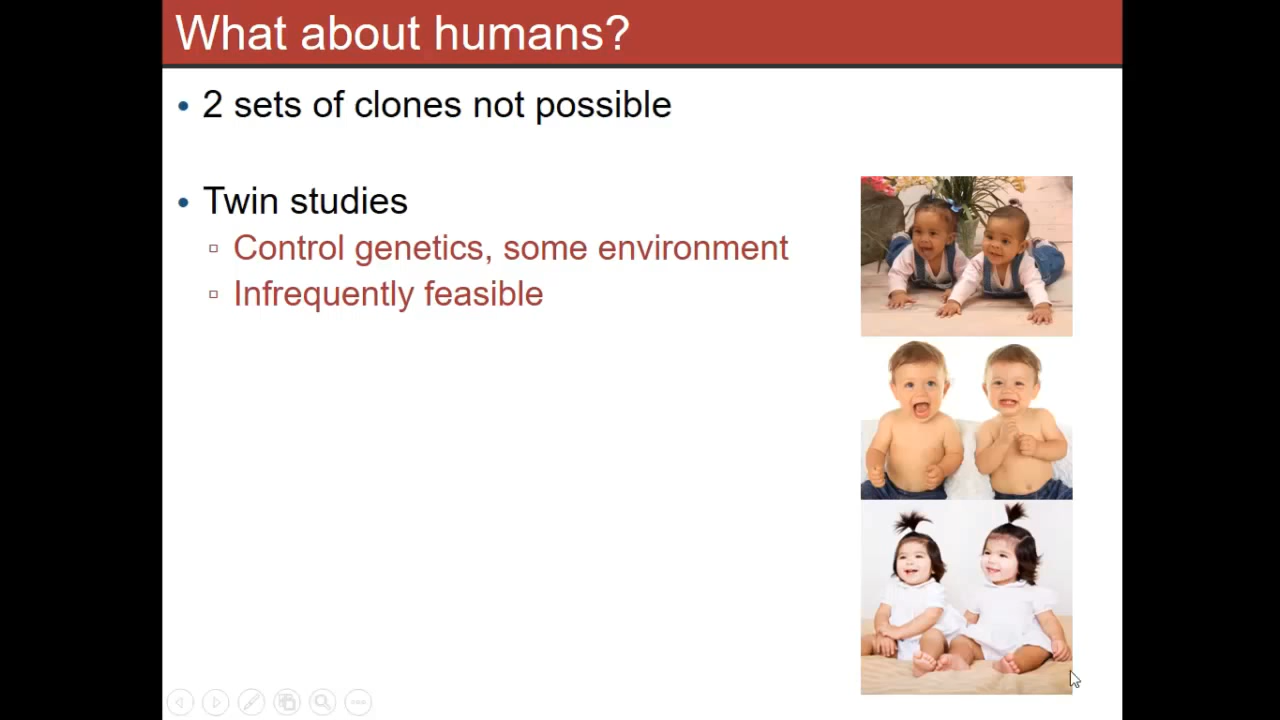 What about humans?
• 2 sets of clones not possible
• Twin studies
▫ Control genetics, some environment
▫ Infrequently feasible